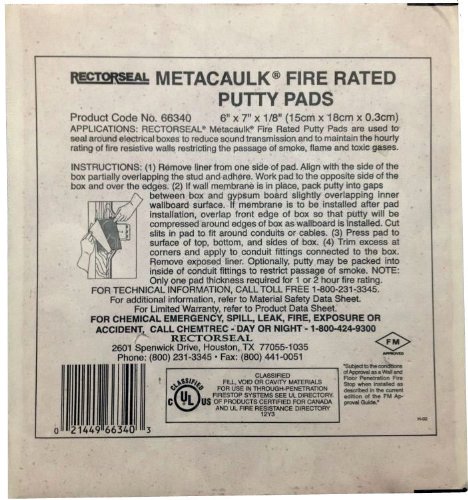 RECTORSEAL METACAULK® FIRE RATED
PUTTY PADS
Product Code No. 66340 6" x 7" x 1/8" (15cm x 18cm x 0.3cm)
APPLICATIONS: RECTORSEAL® Metacaulk® Fire Rated Putty Pads are used to
seal around electrical boxes to reduce sound transmission and to maintain the hourly
rating of fire resistive walls restricting the passage of smoke, flame and toxic gases.
INSTRUCTIONS: (1) Remove liner from one side of pad. Align with the side of the
box partially overlapping the stud and adhere. Work pad to the opposite side of the
box and over the edges. (2) If wall membrane is in place, pack putty into gaps
between box and gypsum board slightly overlapping inner
wallboard surface. If membrane is to be installed after pad
installation, overlap front edge of box so that putty will be
compressed around edges of box as wallboard is installed. Cut
slits in pad to fit around conduits or cables. (3) Press pad to
surface of top, bottom, and sides of box. (4) Trim excess at
corners and apply to conduit fittings connected to the box.
Remove exposed liner. Optionally, putty may be packed into
inside of conduit fittings to restrict passage of smoke. NOTE:
Only one pad thickness required for 1 or 2 hour fire rating.
FOR TECHNICAL INFORMATION, CALL TOLL FREE 1-800-231-3345.
For additional information, refer to Material Safety Data Sheet.
For Limited Warranty, refer to Product Data Sheet.
FOR CHEMICAL EMERGENCY, SPILL, LEAK, FIRE, EXPOSURE OR
ACCIDENT, CALL CHEMTREC - DAY OR NIGHT - 1-800-424-9300
RECTORSEAL
2601 Spenwick Drive, Houston, TX 77055-1035
Phone: (800) 231-3345 • Fax: (800) 441-0051
FM
APPROVED
"Subject to the conditions
of Approval as a Wall and
Floor Penetration Fire
Stop when installed as
described in the current
edition of the FM Ap-
proval Guide."
CLASSIFIED
C UL US
CLASSIFIED
FILL, VOID OR CAVITY MATERIALS
FOR USE IN THROUGH-PENETRATION
FIRESTOP SYSTEMS SEE UL DIRECTORY
OF PRODUCTS CERTIFIED FOR CANADA
AND UL FIRE RESISTANCE DIRECTORY
12Y3
0 21449 66340 3